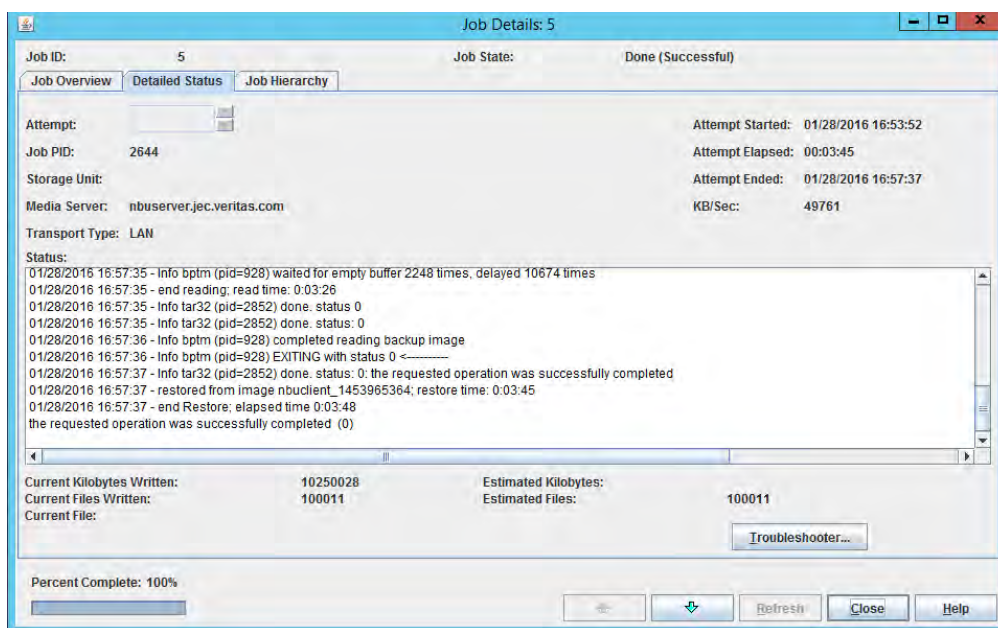 Job Details: 5
Job ID: 5 Job State: Done (Successful)
Job Overview Detailed Status Job Hierarchy
Attempt: Attempt Started: 01/28/2016 16:53:52
Job PID: 2644 Attempt Elapsed: 00:03:45
Storage Unit: Attempt Ended: 01/28/2016 16:57:37
Media Server: nbuserver.jec.veritas.com KB/Sec: 49761
Transport Type: LAN
Status:
01/28/2016 16:57:35 - Info bptm (pid=928) waited for empty buffer 2248 times, delayed 10674 times
01/28/2016 16:57:35 - end reading; read time: 0:03:26
01/28/2016 16:57:35 - Info tar32 (pid=2852) done. status 0
01/28/2016 16:57:35 - Info tar32 (pid=2852) done. status: 0
01/28/2016 16:57:36 - Info bptm (pid=928) completed reading backup image
01/28/2016 16:57:36 - Info bptm (pid=928) EXITING with status 0 <----------
01/28/2016 16:57:37 - Info tar32 (pid=2852) done. status: 0: the requested operation was successfully completed
01/28/2016 16:57:37 - restored from image nbuclient_1453965364; restore time: 0:03:45
01/28/2016 16:57:37 - end Restore; elapsed time 0:03:48
the requested operation was successfully completed (0)
Current Kilobytes Written: 10250028 Estimated Kilobytes:
Current Files Written: 100011 Estimated Files: 100011
Current File:
Troubleshooter...
Percent Complete: 100%
Refresh Close Help